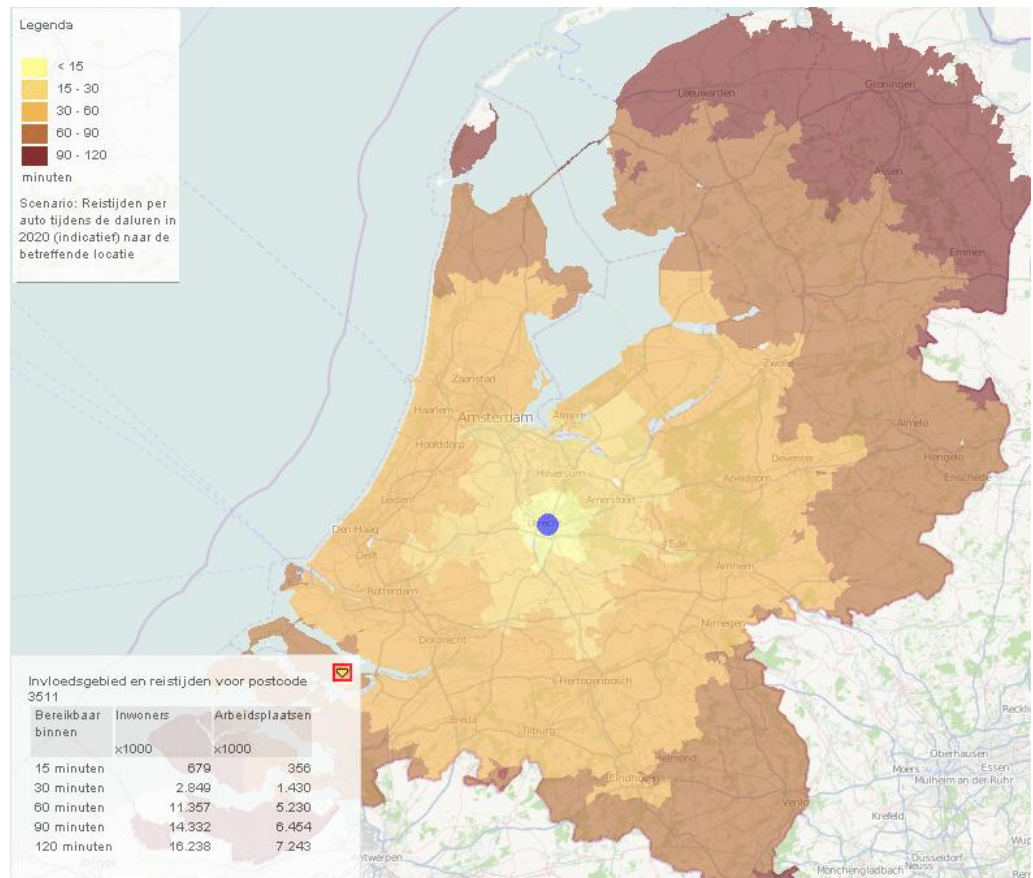 Legenda
< 15
15 - 30
30 - 60
60 - 90
90 - 120
minuten
Scenario: Reistijden per
auto tijdens de daluren in
2020 (indicatief) naar de
betreffende locatie
Leeuwarden
Groningen
Assen
Emmen
Zwolle
Zaanstad
Haarlem
Amsterdam
Almere
Almelo
Hoofddorp
Hengelo
Deventer
Hilversum
Apeldoorn
Enschede
Leiden
Amersfoort
Den Haag
Utrecht
Delft
Ede
Arnhem
Rotterdam
Nijmegen
Dordrecht
's-Hertogenbosch
Breda
Tilburg
Helmond
Eindhoven
Venlo
Oberhausen
Moers
Essen
Mulheim an der Ruhr
Krefeld
Düsseldorf
Neuss
Monchengladbach
Antwerpen
Brugge
Invloedsgebied en reistijden voor postcode
3511
Bereikbaar binnen Inwoners x1000 Arbeidsplaatsen x1000
15 minuten 679 356
30 minuten 2.849 1.430
60 minuten 11.357 5.230
90 minuten 14.332 6.454
120 minuten 16.238 7.243